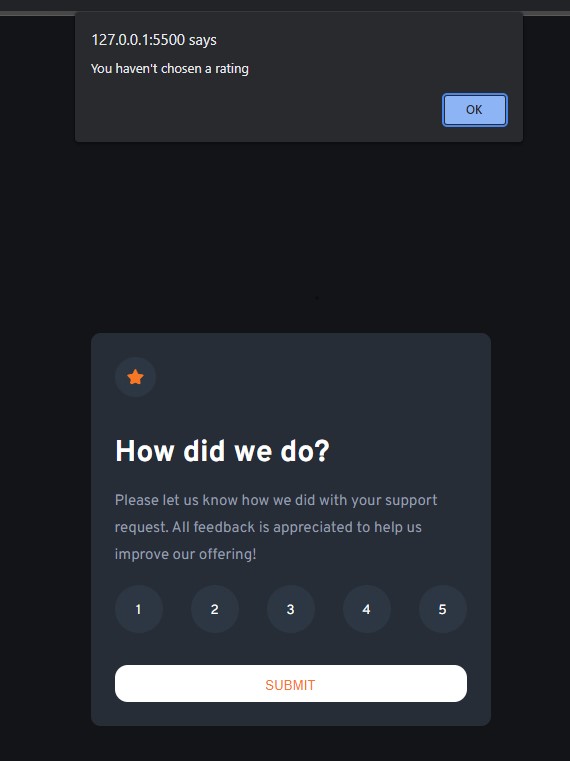 127.0.0.1:5500 says
You haven't chosen a rating
OK
How did we do?
Please let us know how we did with your support
request. All feedback is appreciated to help us
improve our offering!
1 2 3 4 5
SUBMIT